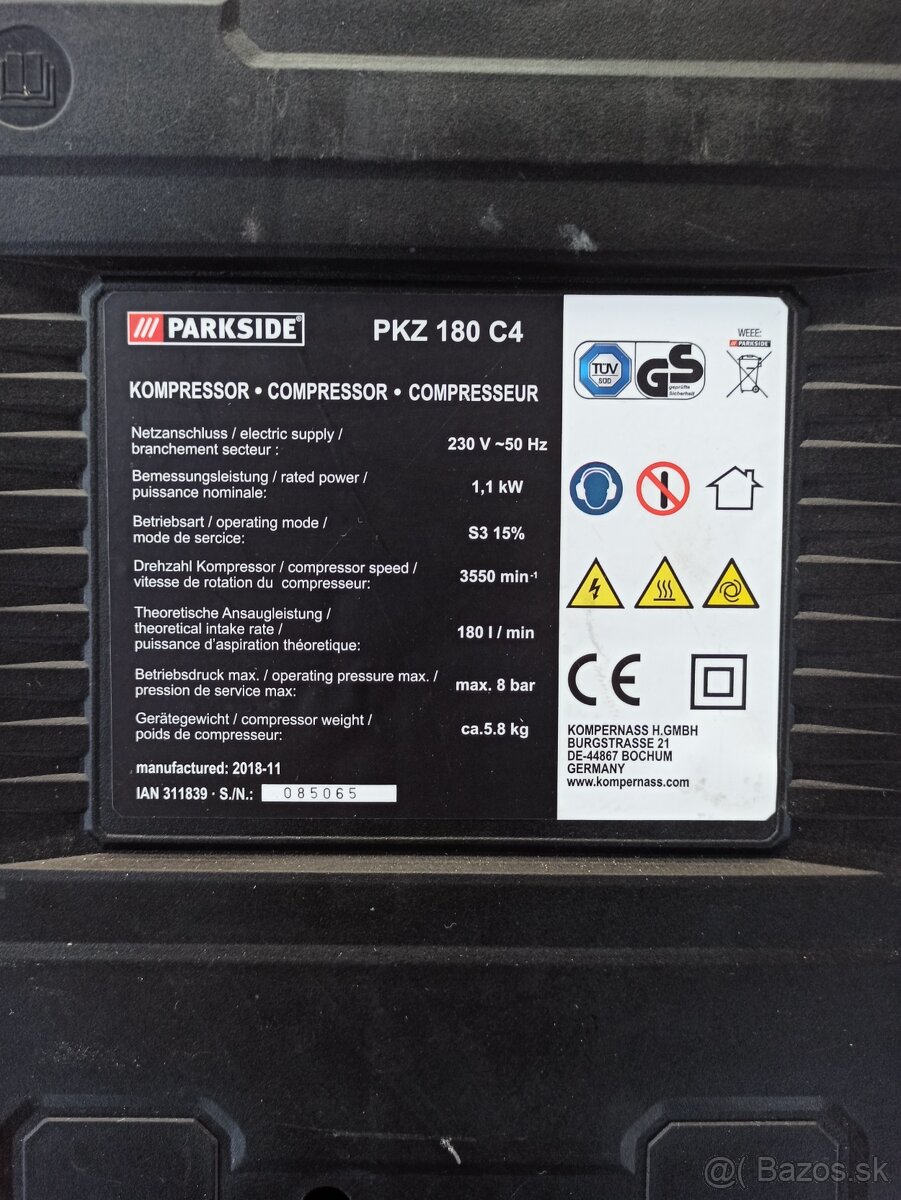 PARKSIDE®
PKZ 180 C4
KOMPRESSOR • COMPRESSOR • COMPRESSEUR
Netzanschluss / electric supply /
branchement secteur :
230 V ~50 Hz
Bemessungsleistung / rated power /
puissance nominale:
1,1 kW
Betriebsart / operating mode /
mode de sercice:
S3 15%
Drehzahl Kompressor / compressor speed /
vitesse de rotation du compresseur:
3550 min-1
Theoretische Ansaugleistung /
theoretical intake rate /
puissance d'aspiration théoretique:
180 l / min
Betriebsdruck max. / operating pressure max. /
pression de service max:
max. 8 bar
Gerätegewicht / compressor weight /
poids de compresseur:
ca.5.8 kg
manufactured: 2018-11
IAN 311839 · S./N.: 085065
TÜV
SÜD
GS
geprüfte
Sicherheit
WEEE:
PARKSIDE
CE
KOMPERNASS H.GMBH
BURGSTRASSE 21
DE-44867 BOCHUM
GERMANY
www.kompernass.com
@( Bazos.sk